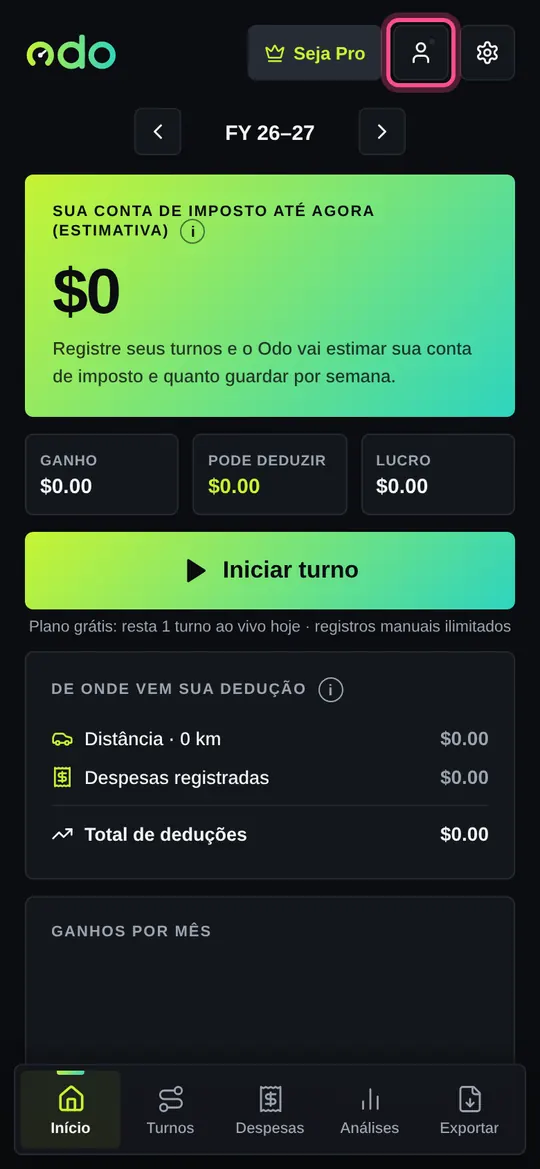 odo
Seja Pro
FY 26–27
SUA CONTA DE IMPOSTO ATÉ AGORA
(ESTIMATIVA) i
$0
Registre seus turnos e o Odo vai estimar sua conta
de imposto e quanto guardar por semana.
GANHO
$0.00
PODE DEDUZIR
$0.00
LUCRO
$0.00
Iniciar turno
Plano grátis: resta 1 turno ao vivo hoje · registros manuais ilimitados
DE ONDE VEM SUA DEDUÇÃO i
Distância · 0 km $0.00
Despesas registradas $0.00
Total de deduções $0.00
GANHOS POR MÊS
Início
Turnos
Despesas
Análises
Exportar